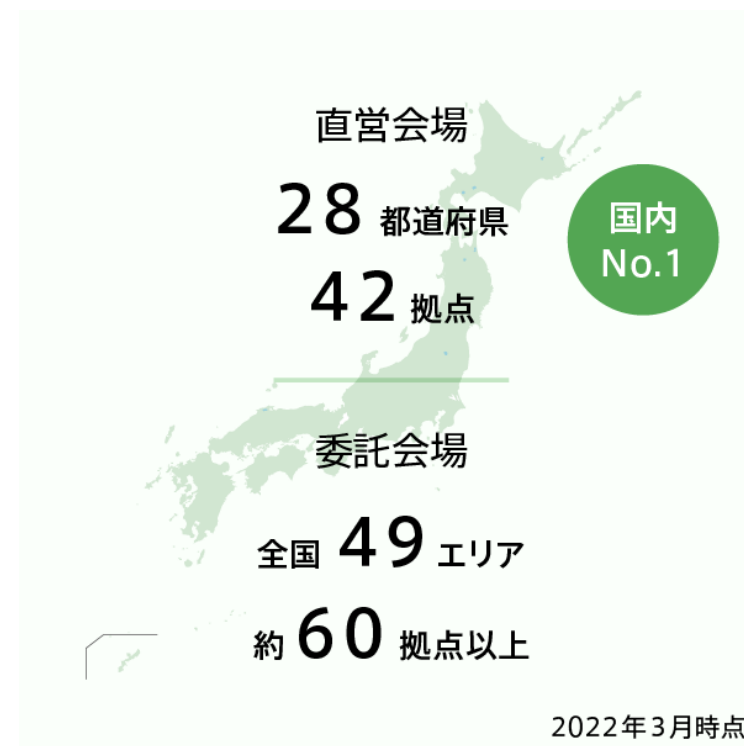 直営会場
28 都道府県
42 拠点
国内
No.1
委託会場
全国 49 エリア
約 60 拠点以上
2022年3月時点